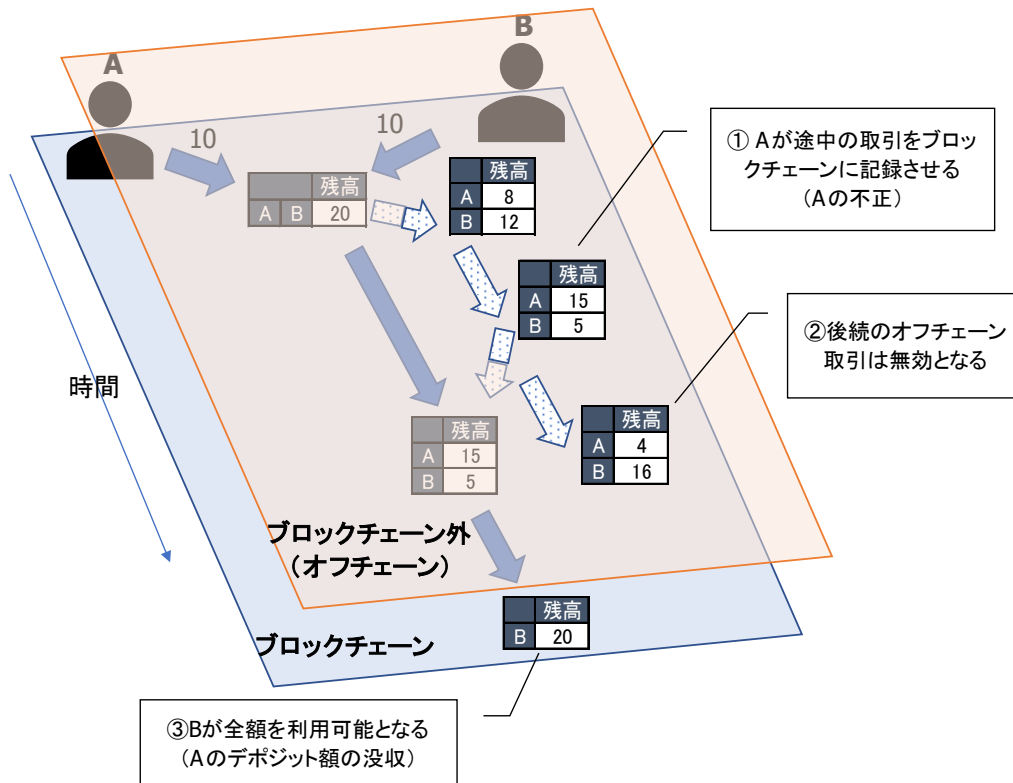 B
A
10
10
残高
A B 20
残高
A 8
B 12
① Aが途中の取引をブロッ
クチェーンに記録させる
(Aの不正)
残高
A 15
B 5
②後続のオフチェーン
取引は無効となる
時間
残高
A 15
B 5
残高
A 4
B 16
ブロックチェーン外
(オフチェーン)
残高
B 20
ブロックチェーン
③Bが全額を利用可能となる
(Aのデポジット額の没収)